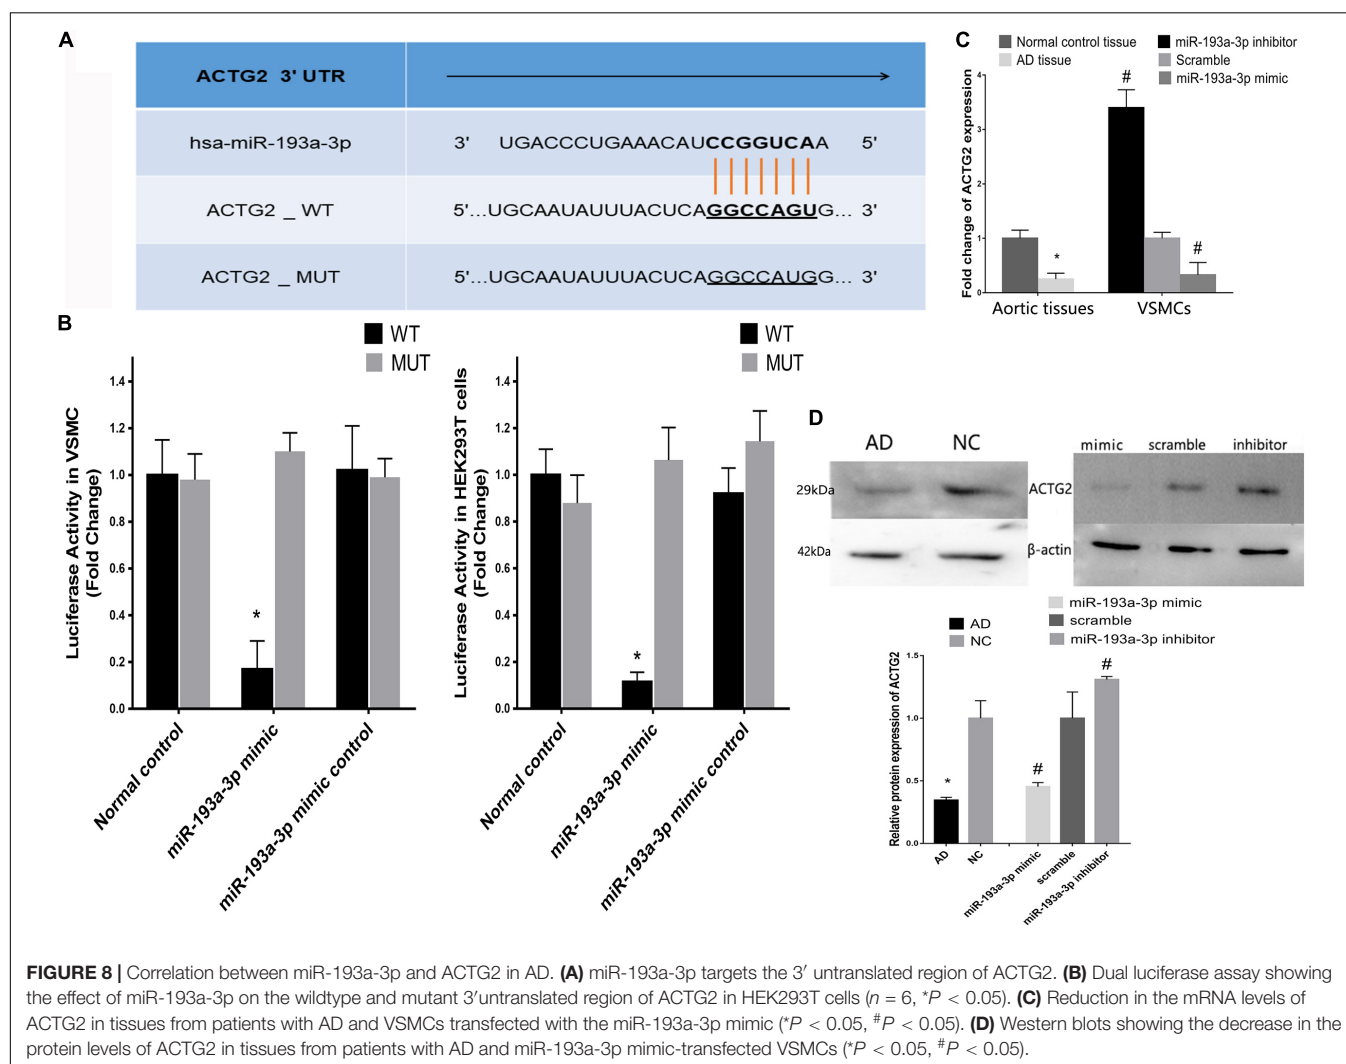 A
ACTG2 3' UTR
hsa-miR-193a-3p 3' UGACCCUGAAACAUCCGGUCAA 5'
ACTG2 _ WT 5'...UGCAAUAUUUACUCAGGCCAGUG... 3'
ACTG2 _ MUT 5'...UGCAAUAUUUACUCAGGCCAUGG... 3'
B
WT
MUT
Luciferase Activity in VSMC
(Fold Change)
1.4
1.2
1.0
0.8
0.6
0.4
0.2
0.0
*
Normal control
miR-193a-3p mimic
miR-193a-3p mimic control
WT
MUT
Luciferase Activity in HEK293T cells
(Fold Change)
1.4
1.2
1.0
0.8
0.6
0.4
0.2
0.0
*
Normal control
miR-193a-3p mimic
miR-193a-3p mimic control
C
Normal control tissue
AD tissue
miR-193a-3p inhibitor
Scramble
miR-193a-3p mimic
Fold change of ACTG2 expression
4
3
2
1
0
*
#
#
Aortic tissues VSMCs
D
AD NC
mimic scramble inhibitor
29kDa ACTG2
42kDa β-actin
AD
NC
miR-193a-3p mimic
scramble
miR-193a-3p inhibitor
Relative protein expression of ACTG2
1.5
1.0
0.5
0.0
*
#
#
AD
NC
miR-193a-3p mimic
scramble
miR-193a-3p inhibitor
FIGURE 8 | Correlation between miR-193a-3p and ACTG2 in AD. (A) miR-193a-3p targets the 3′ untranslated region of ACTG2. (B) Dual luciferase assay showing
the effect of miR-193a-3p on the wildtype and mutant 3′untranslated region of ACTG2 in HEK293T cells (n = 6, *P < 0.05). (C) Reduction in the mRNA levels of
ACTG2 in tissues from patients with AD and VSMCs transfected with the miR-193a-3p mimic (*P < 0.05, #P < 0.05). (D) Western blots showing the decrease in the
protein levels of ACTG2 in tissues from patients with AD and miR-193a-3p mimic-transfected VSMCs (*P < 0.05, #P < 0.05).